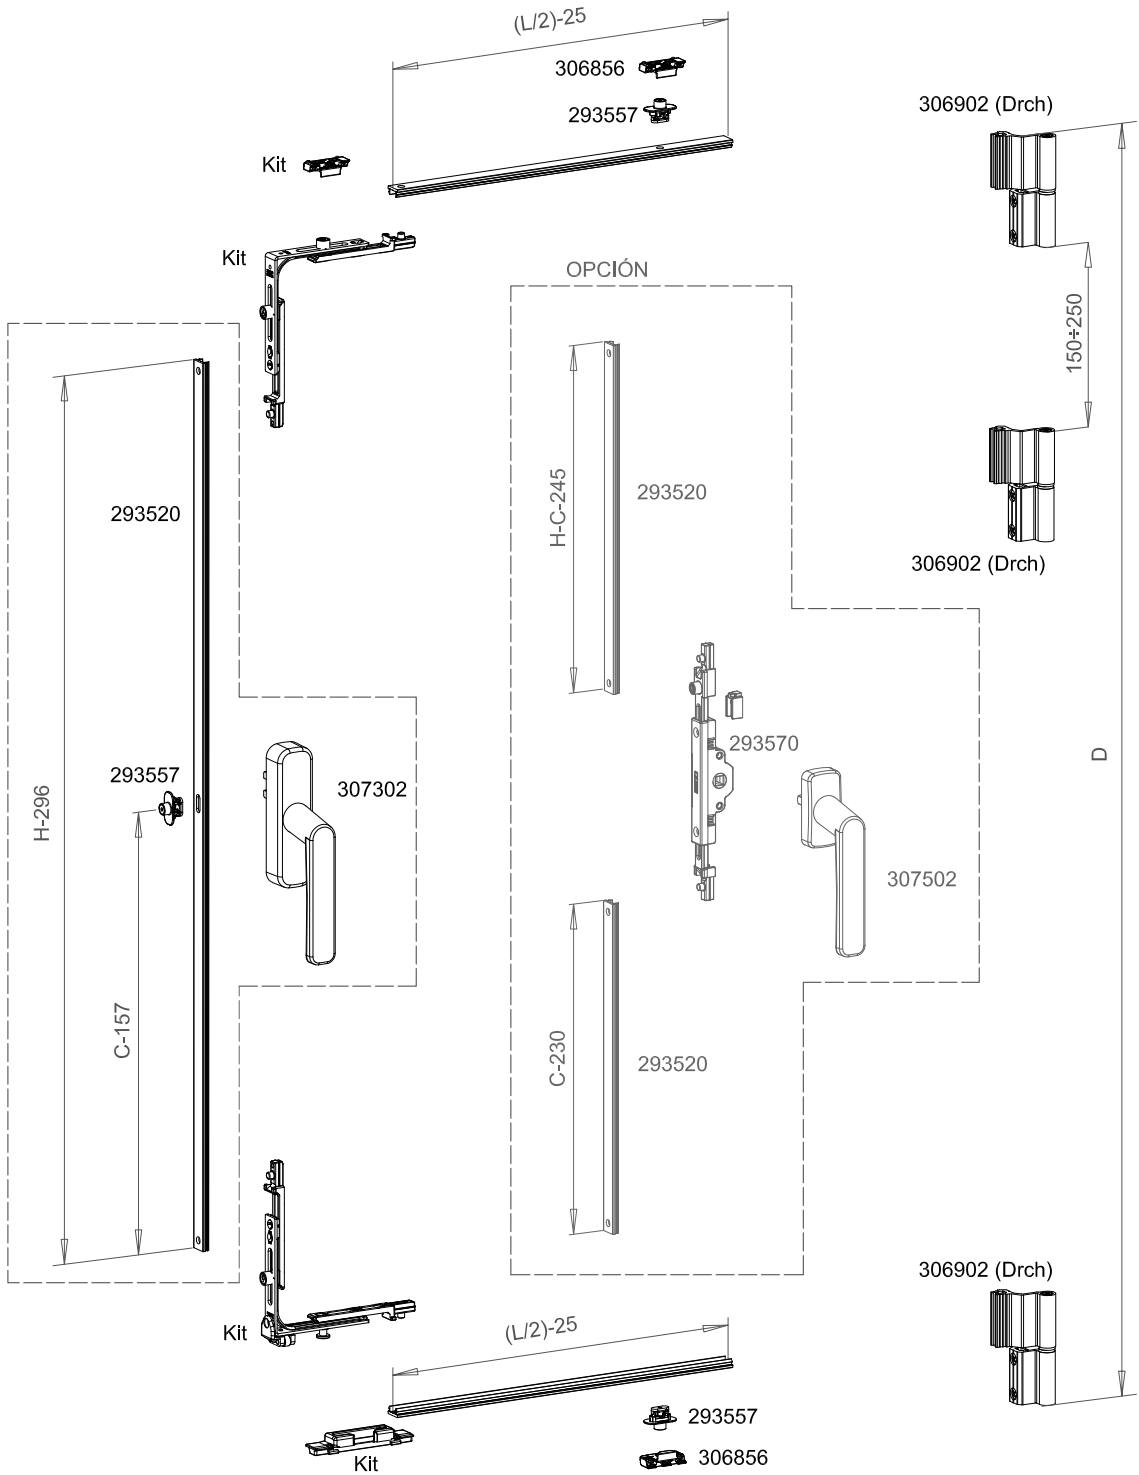 (L/2)-25
306856
293557
306902 (Drch)
Kit
Kit
OPCIÓN
150÷250
293520
H-C-245
293520
306902 (Drch)
293557
307302
293570
D
H-296
307502
C-157
C-230
293520
306902 (Drch)
Kit
(L/2)-25
293557
306856
Kit